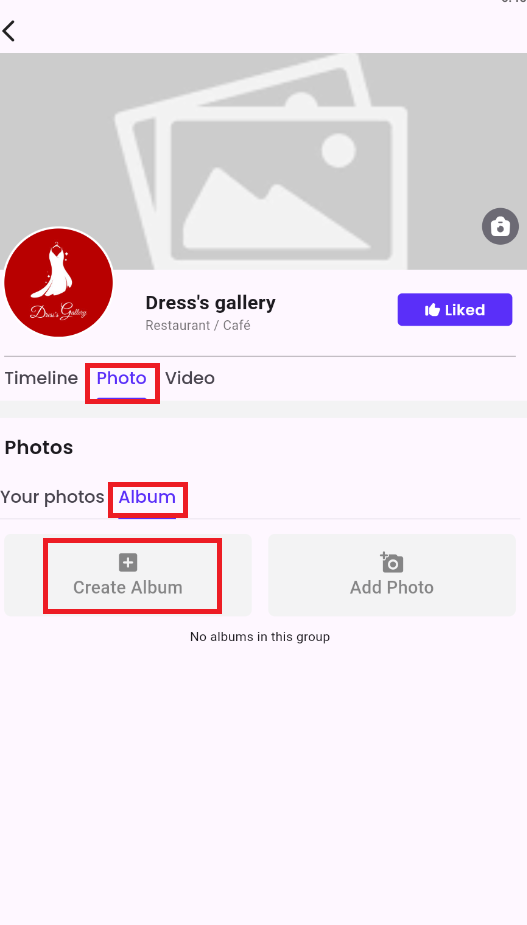 Dress's Gallery
Dress's gallery
Restaurant / Café
Liked
Timeline Photo Video
Photos
Your photos Album
Create Album Add Photo
No albums in this group